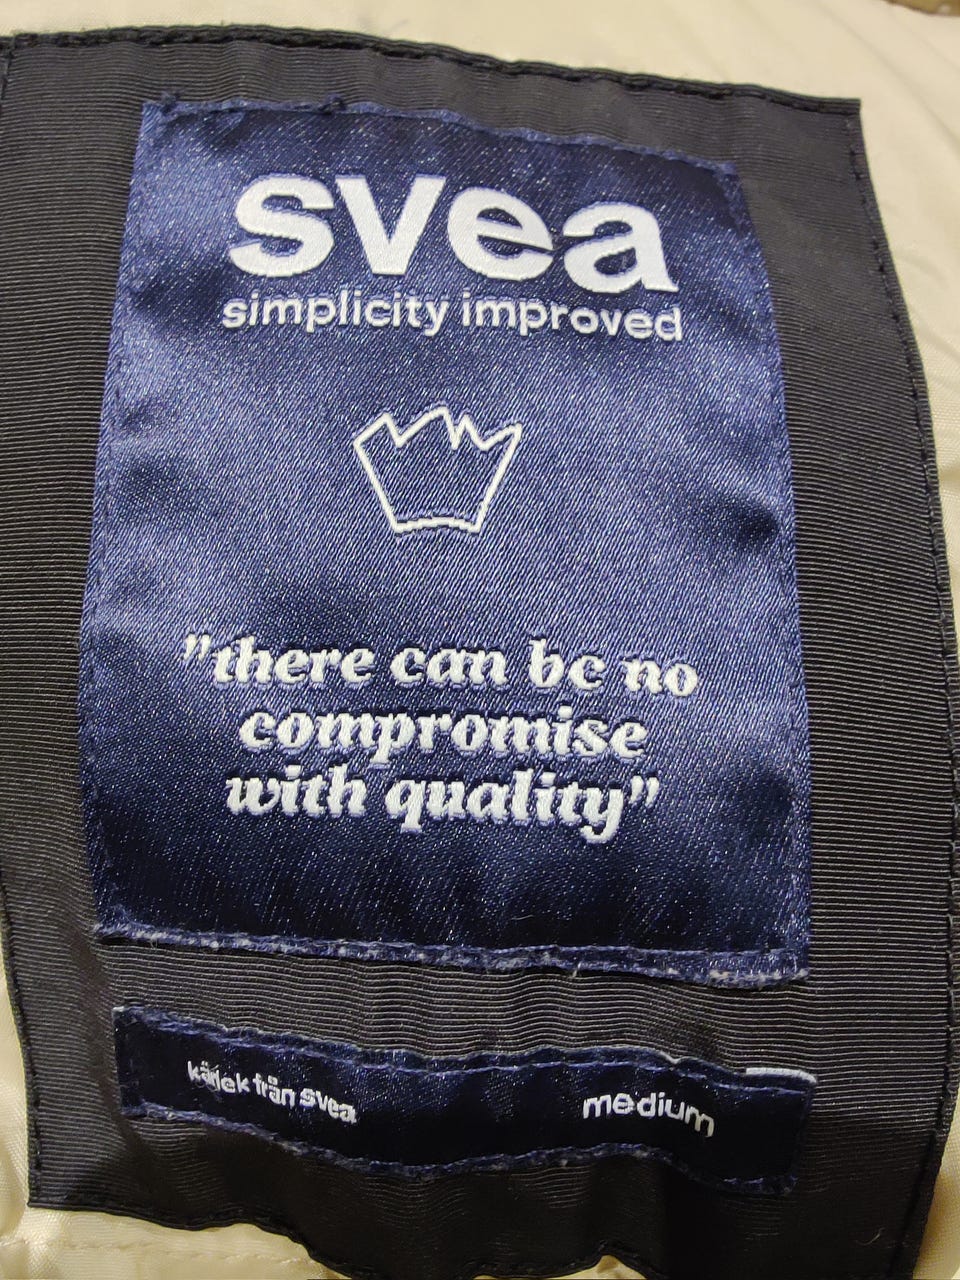 svea
simplicity improved
"there can be no
compromise
with quality"
kärlek från svea
medium